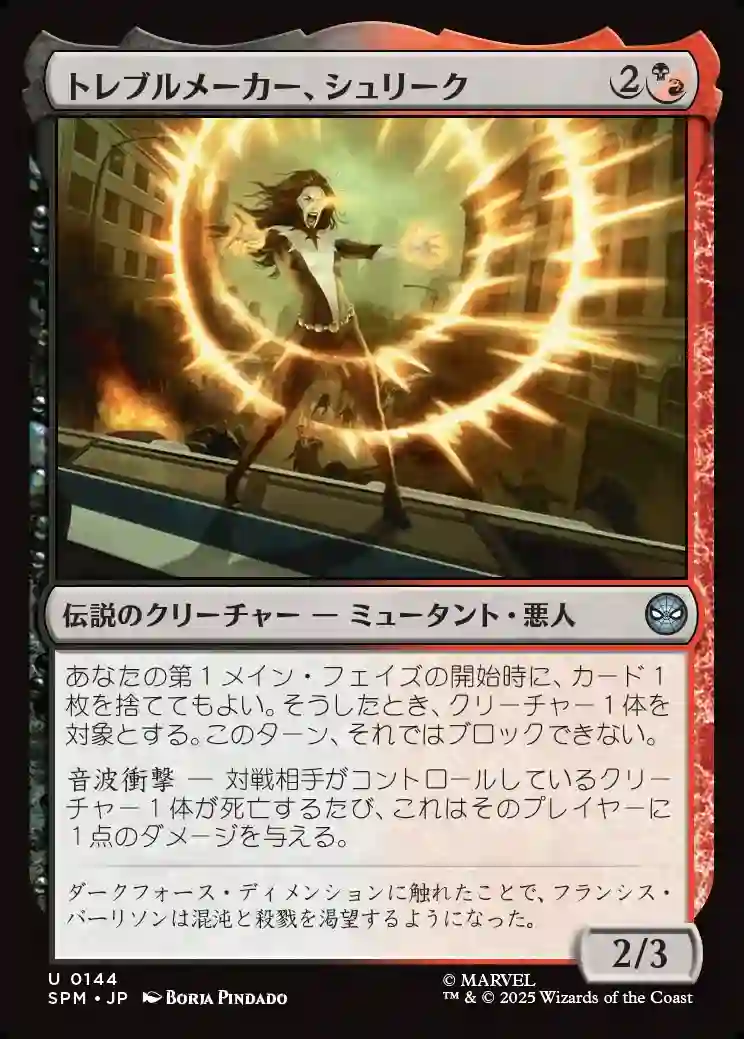 トレブルメーカー、シュリーク 2
伝説のクリーチャー — ミュータント・悪人
あなたの第1メイン・フェイズの開始時に、カード1
枚を捨ててもよい。そうしたとき、クリーチャー1体を
対象とする。このターン、それではブロックできない。
音波衝撃 — 対戦相手がコントロールしているクリー
チャー1体が死亡するたび、これはそのプレイヤーに
1点のダメージを与える。
ダークフォース・ディメンションに触れたことで、フランシス・
バーリソンは混沌と殺戮を渇望するようになった。
2/3
U 0144
SPM • JP Boria Pindado
© MARVEL
™ & © 2025 Wizards of the Coast